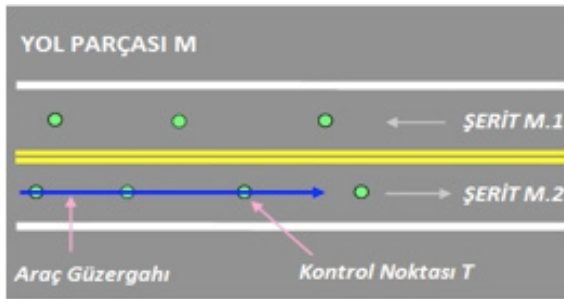 YOL PARÇASI M
ŞERİT M.1
ŞERİT M.2
Araç Güzergahı
Kontrol Noktası T